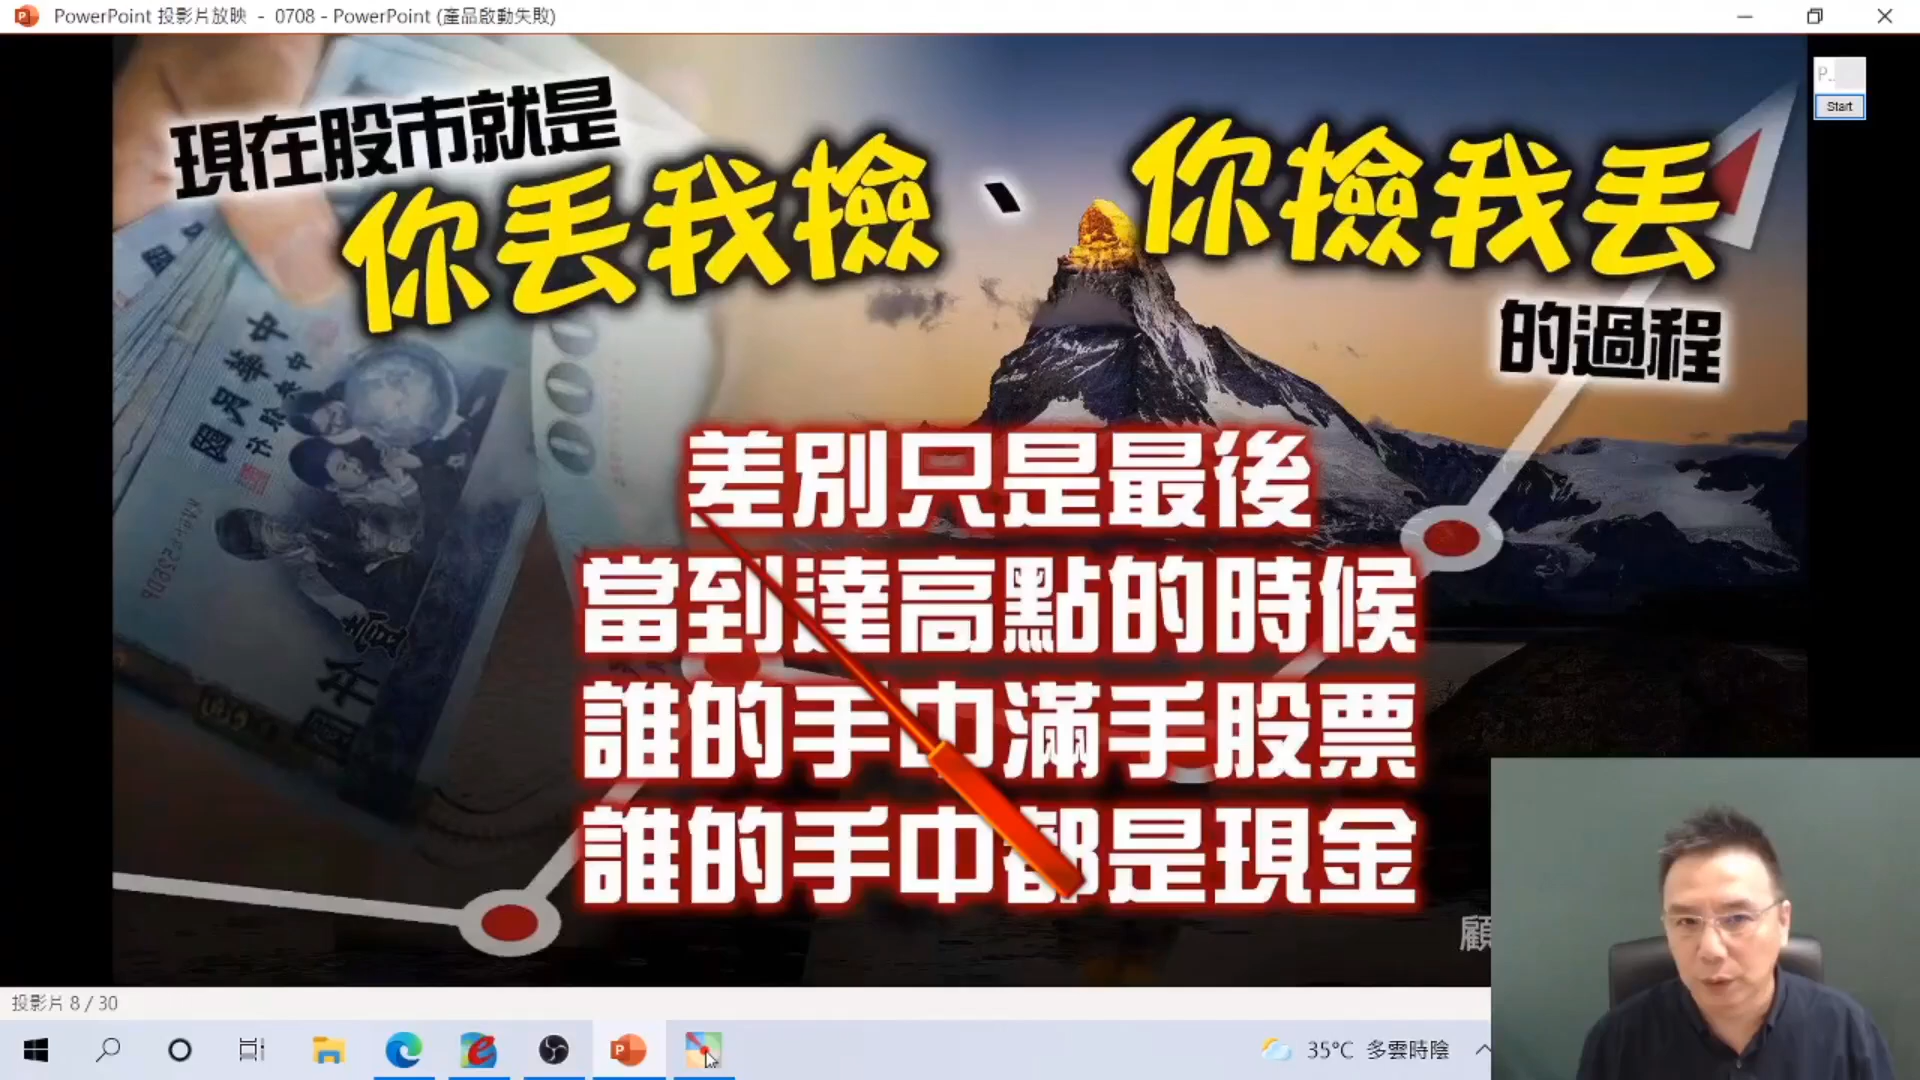 PowerPoint 投影片放映 - 0708 - PowerPoint (產品啟動失敗)
P...
Start
現在股市就是
你丟我撿、你撿我丟
的過程
差別只是最後
當到達高點的時候
誰的手中滿手股票
誰的手中都是現金
顧
投影片 8 / 30
35°C 多雲時陰